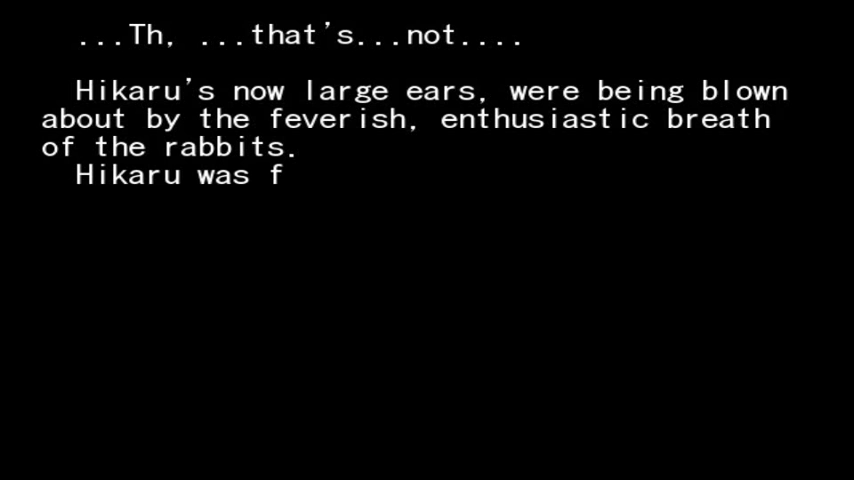 ...Th, ...that's...not....
Hikaru's now large ears, were being blown
about by the feverish, enthusiastic breath
of the rabbits.
Hikaru was f